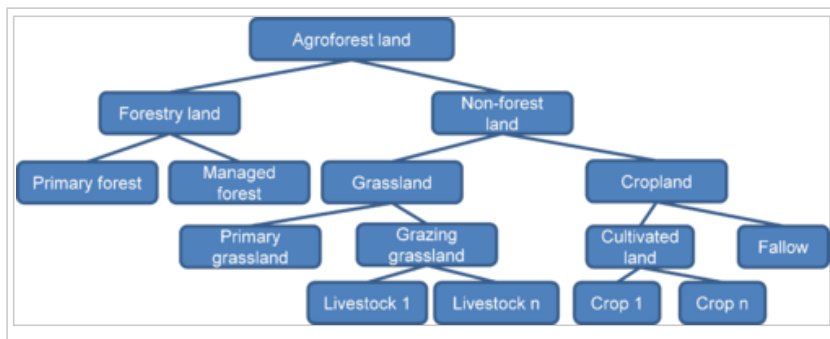 Agroforest land
Forestry land
Non-forest
land
Primary forest
Managed
forest
Grassland
Cropland
Primary
grassland
Grazing
grassland
Cultivated
land
Fallow
Livestock 1
Livestock n
Crop 1
Crop n